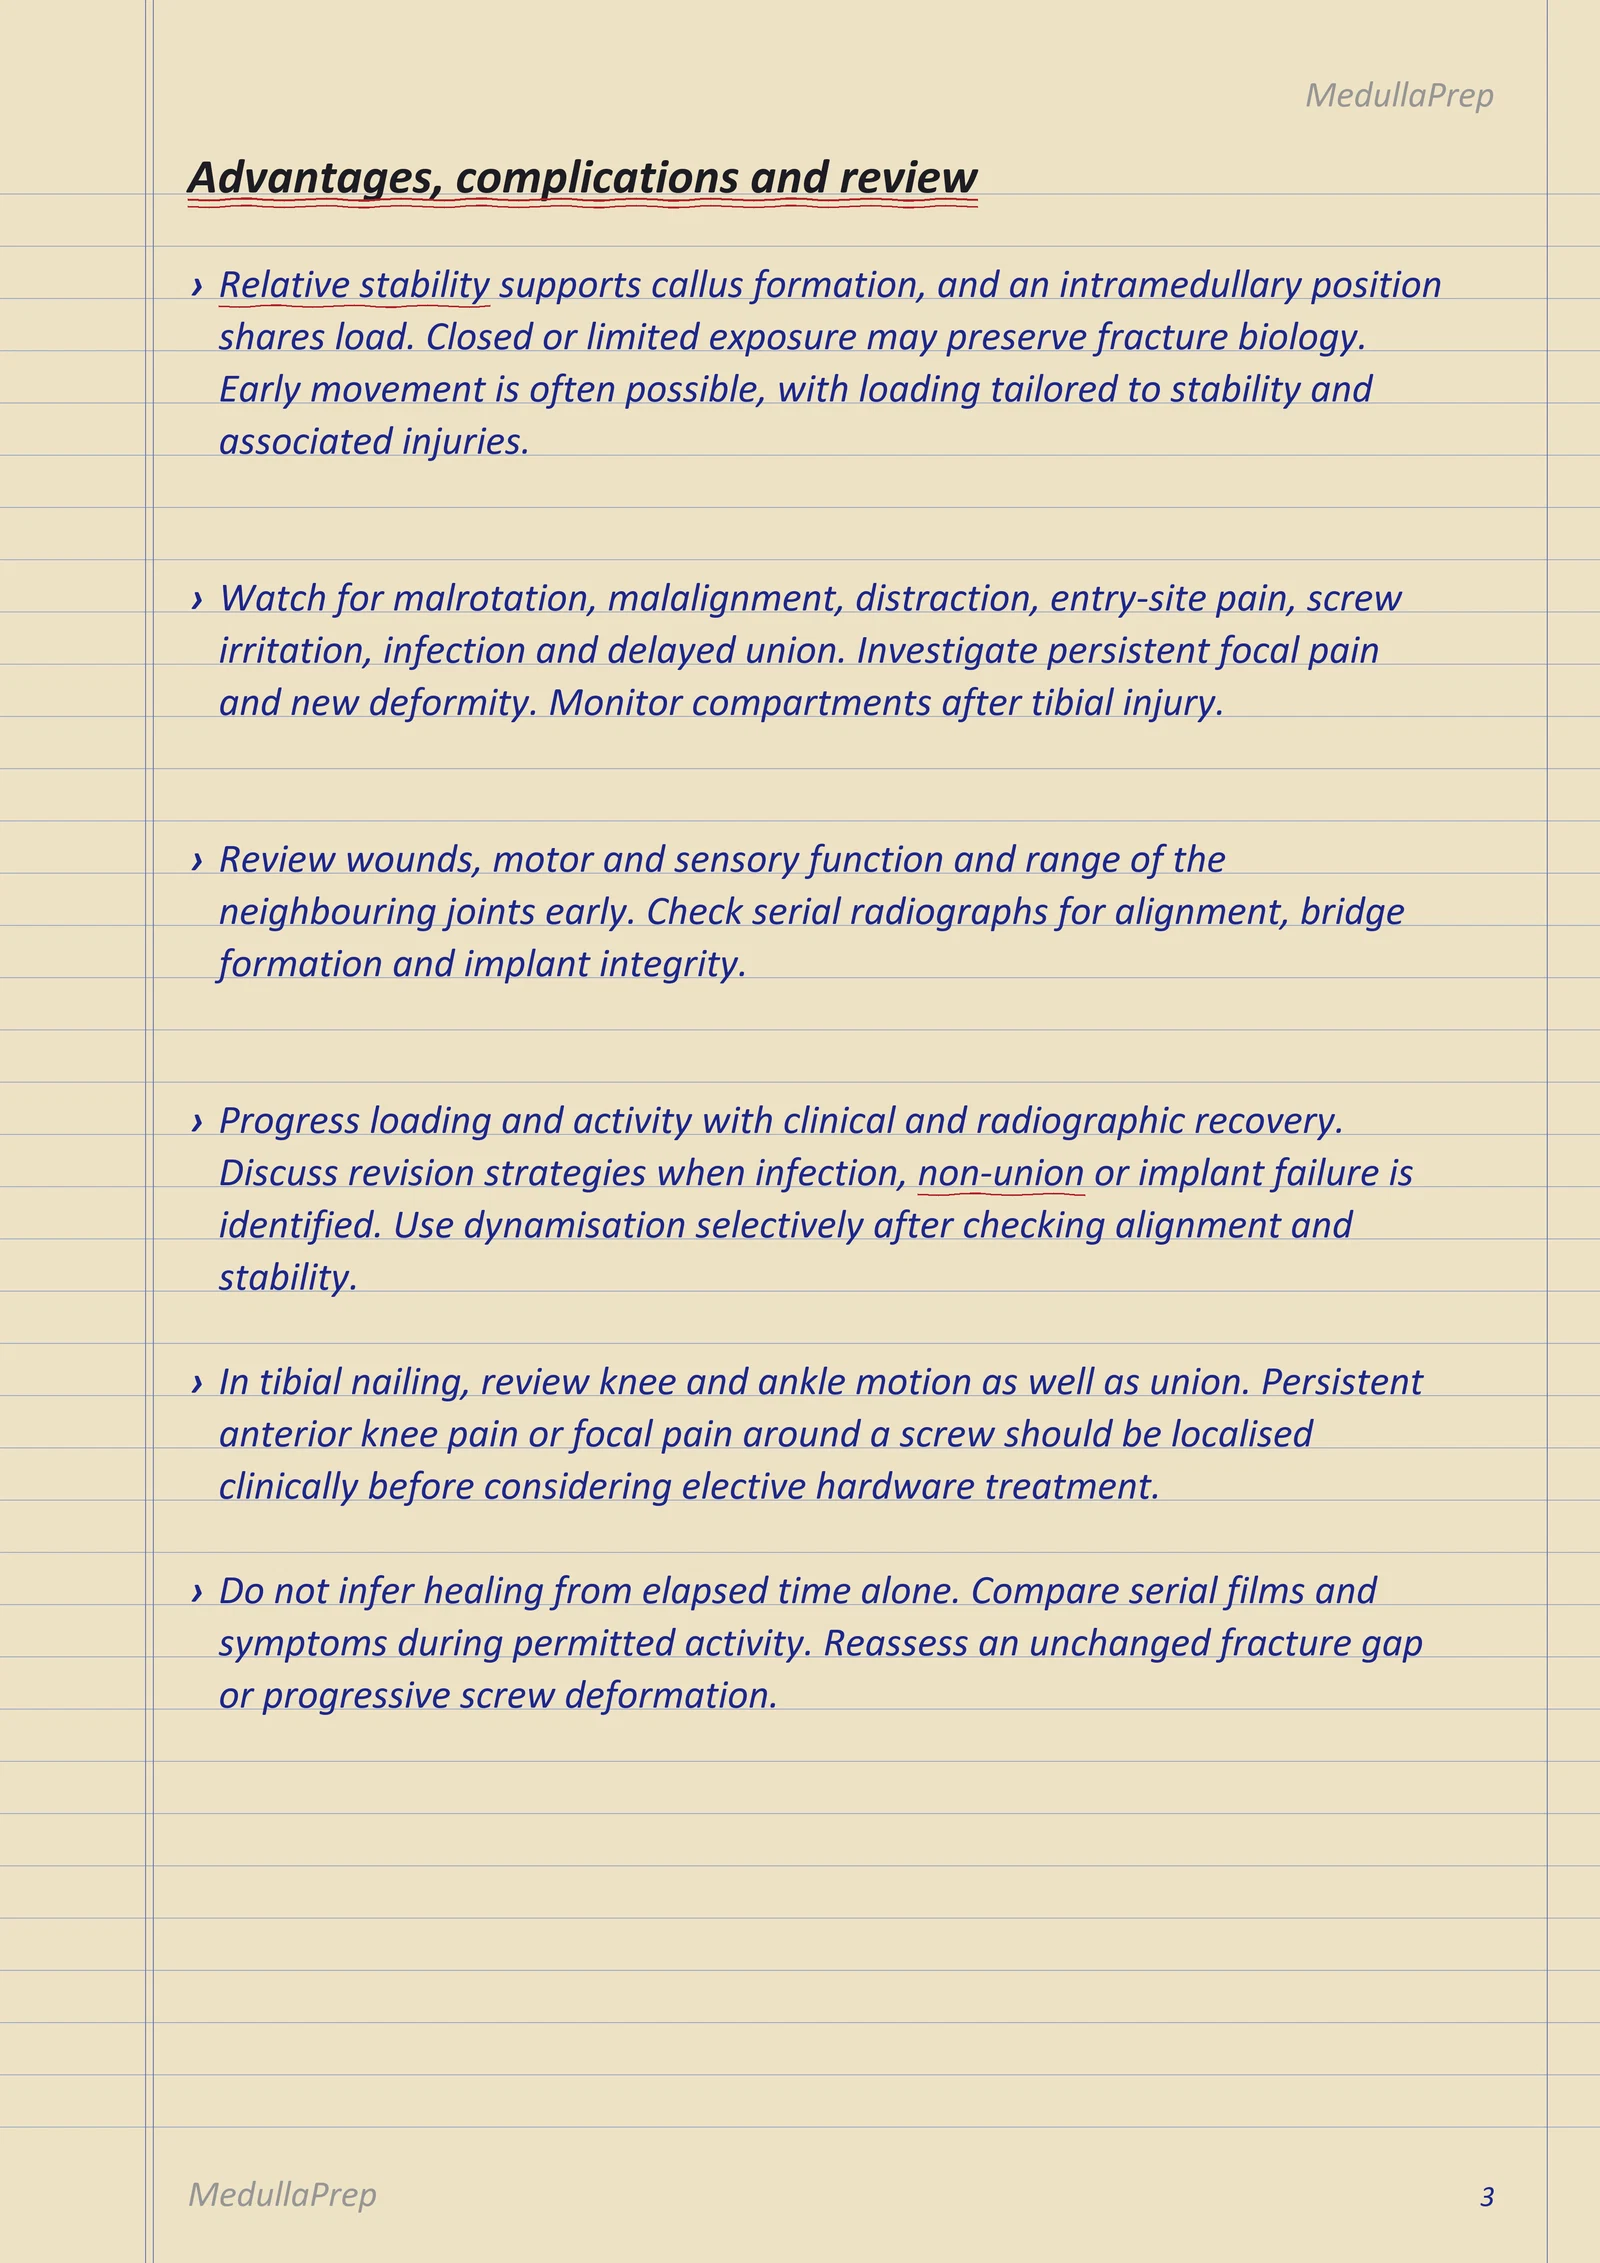 MedullaPrep
Advantages, complications and review
› Relative stability supports callus formation, and an intramedullary position
shares load. Closed or limited exposure may preserve fracture biology.
Early movement is often possible, with loading tailored to stability and
associated injuries.
› Watch for malrotation, malalignment, distraction, entry-site pain, screw
irritation, infection and delayed union. Investigate persistent focal pain
and new deformity. Monitor compartments after tibial injury.
› Review wounds, motor and sensory function and range of the
neighbouring joints early. Check serial radiographs for alignment, bridge
formation and implant integrity.
› Progress loading and activity with clinical and radiographic recovery.
Discuss revision strategies when infection, non-union or implant failure is
identified. Use dynamisation selectively after checking alignment and
stability.
› In tibial nailing, review knee and ankle motion as well as union. Persistent
anterior knee pain or focal pain around a screw should be localised
clinically before considering elective hardware treatment.
› Do not infer healing from elapsed time alone. Compare serial films and
symptoms during permitted activity. Reassess an unchanged fracture gap
or progressive screw deformation.
MedullaPrep
3